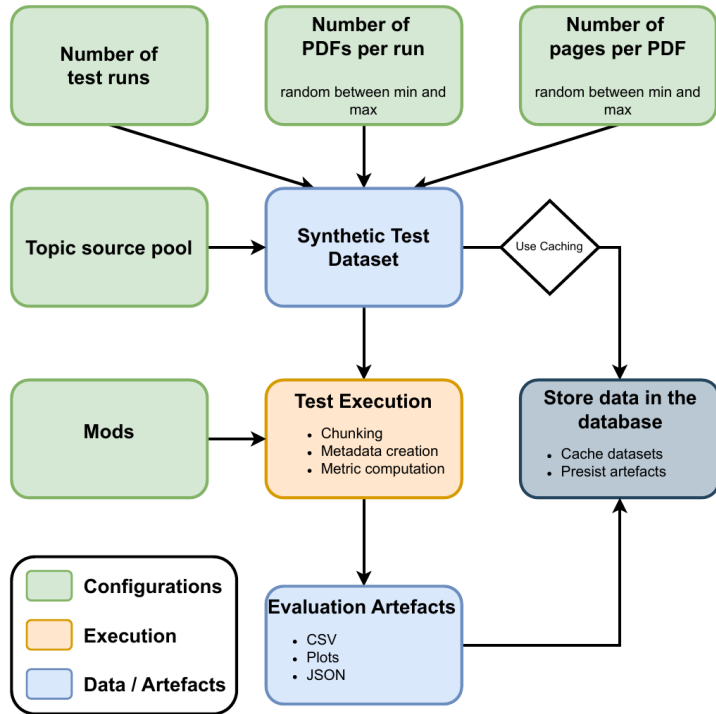 Number of
test runs
Number of
PDFs per run
random between min and
max
Number of
pages per PDF
random between min and
max
Topic source pool
Synthetic Test
Dataset
Use Caching
Mods
Test Execution
• Chunking
• Metadata creation
• Metric computation
Store data in the
database
• Cache datasets
• Presist artefacts
Configurations
Execution
Data / Artefacts
Evaluation Artefacts
• CSV
• Plots
• JSON